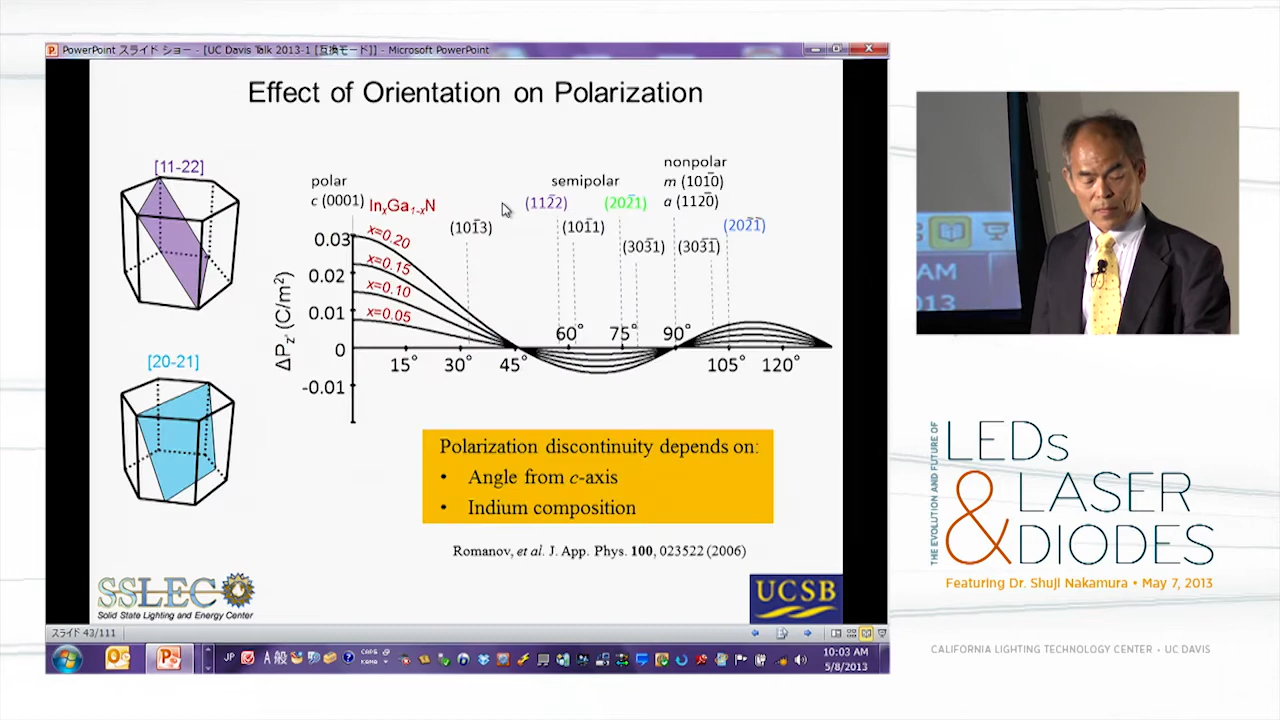 PowerPoint スライド ショー - [UC Davis Talk 2013-1 [互換モード]] - Microsoft PowerPoint
Effect of Orientation on Polarization
[11-22]
[20-21]
polar
c (0001)
InxGa1-xN
semipolar
(112̅2)
(202̅1)
nonpolar
m (101̅0)
a (112̅0)
(101̅3)
(101̅1)
(303̅1)
(303̅1̅)
(202̅1̅)
x=0.20
x=0.15
x=0.10
x=0.05
ΔPz' (C/m²)
0.03
0.02
0.01
0
-0.01
15°
30°
45°
60°
75°
90°
105°
120°
Polarization discontinuity depends on:
• Angle from c-axis
• Indium composition
Romanov, et al. J. App. Phys. 100, 023522 (2006)
SSLEC
Solid State Lighting and Energy Center
UCSB
スライド 43/111
JP
A 般
CAPS
KANA
10:03 AM
5/8/2013
AM
2013
THE EVOLUTION AND FUTURE OF
LEDs
& LASER
DIODES
Featuring Dr. Shuji Nakamura • May 7, 2013
CALIFORNIA LIGHTING TECHNOLOGY CENTER • UC DAVIS